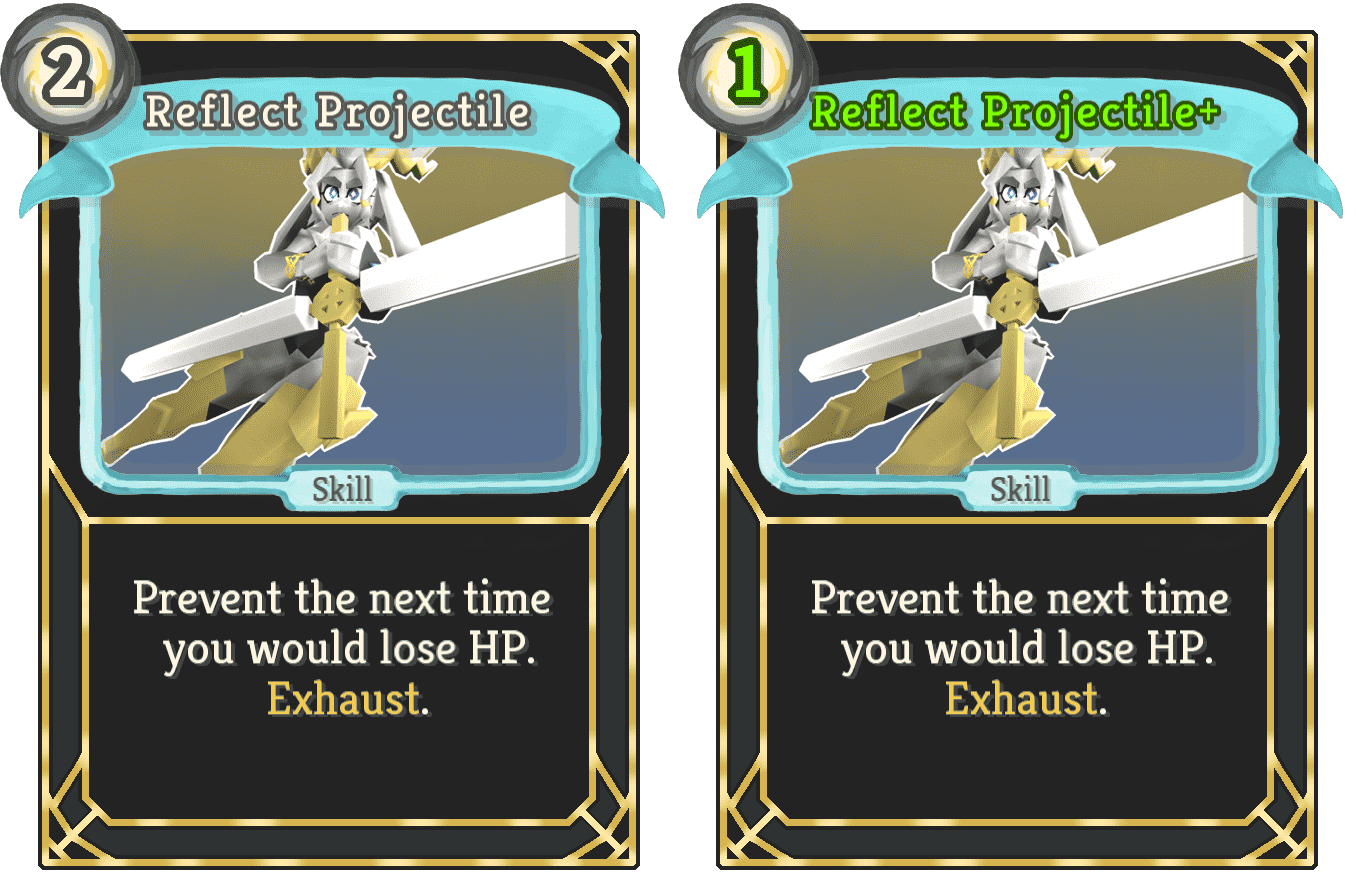 2
Reflect Projectile
Skill
Prevent the next time
you would lose HP.
Exhaust.
1
Reflect Projectile+
Skill
Prevent the next time
you would lose HP.
Exhaust.